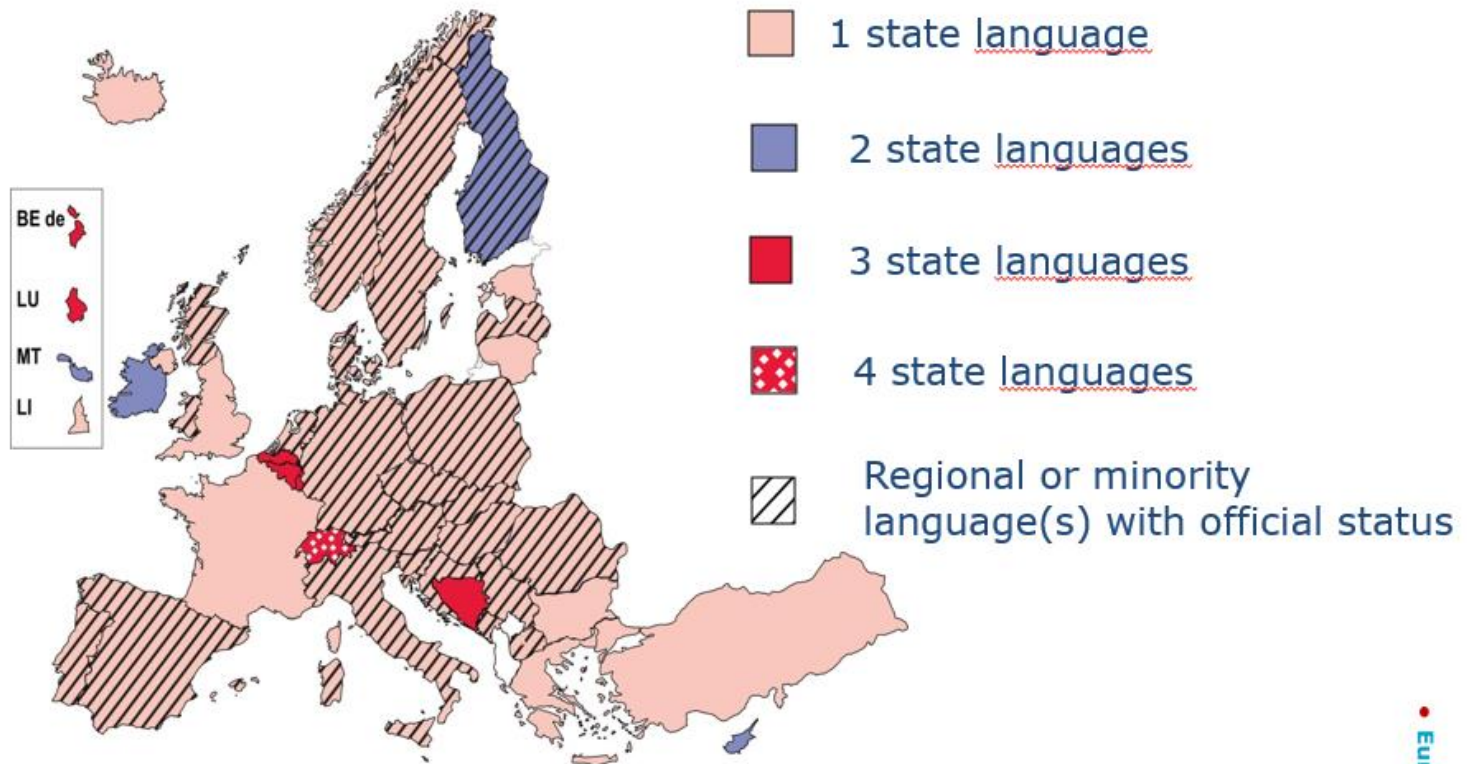 1 state language
2 state languages
BE de
3 state languages
LU
MT
4 state languages
LI
Regional or minority
language(s) with official status
• Eur